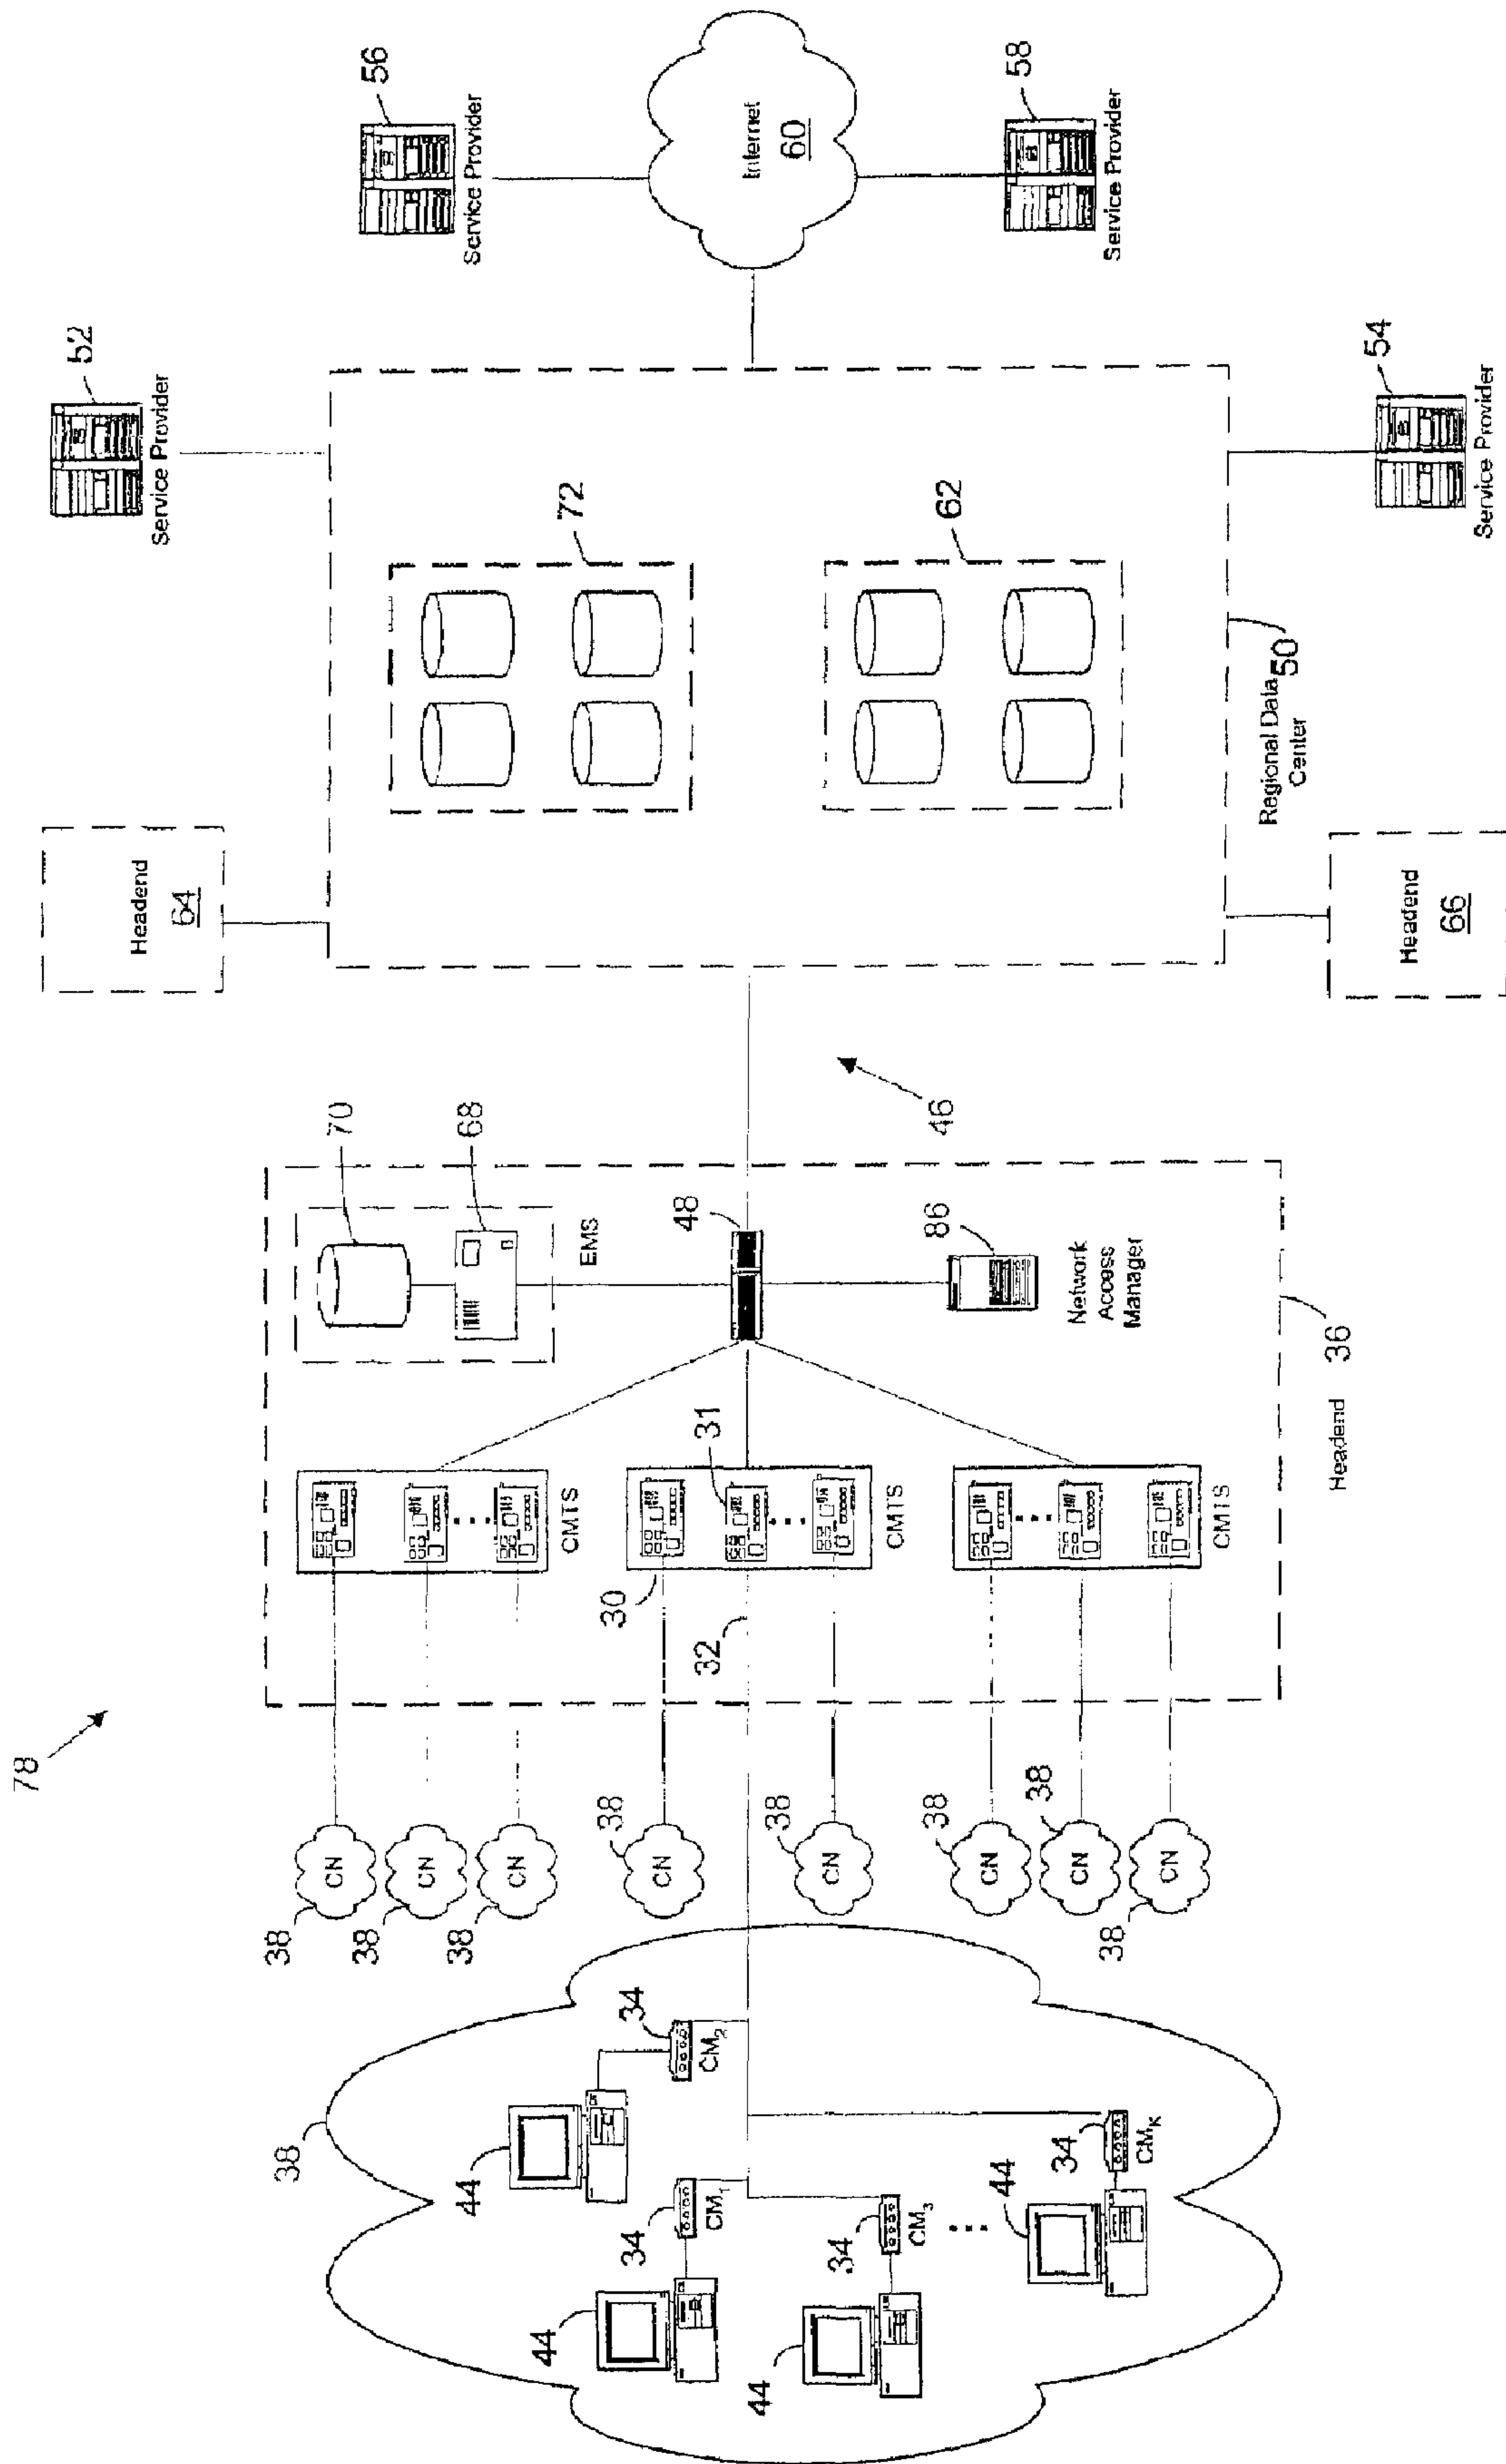 78
38
44
34
CM2
44
34
CM1
44
34
CM3
44
34
CMK
38
CN
38
CN
38
CN
38
CN
38
CN
38
CN
38
CN
38
CN
32
30
31
CMTS
CMTS
CMTS
70
68
EMS
48
86
Network
Access
Manager
Headend 36
46
Headend
64
Headend
66
72
62
Regional Data
Center
50
52
Service Provider
54
Service Provider
56
Service Provider
58
Service Provider
Internet
60